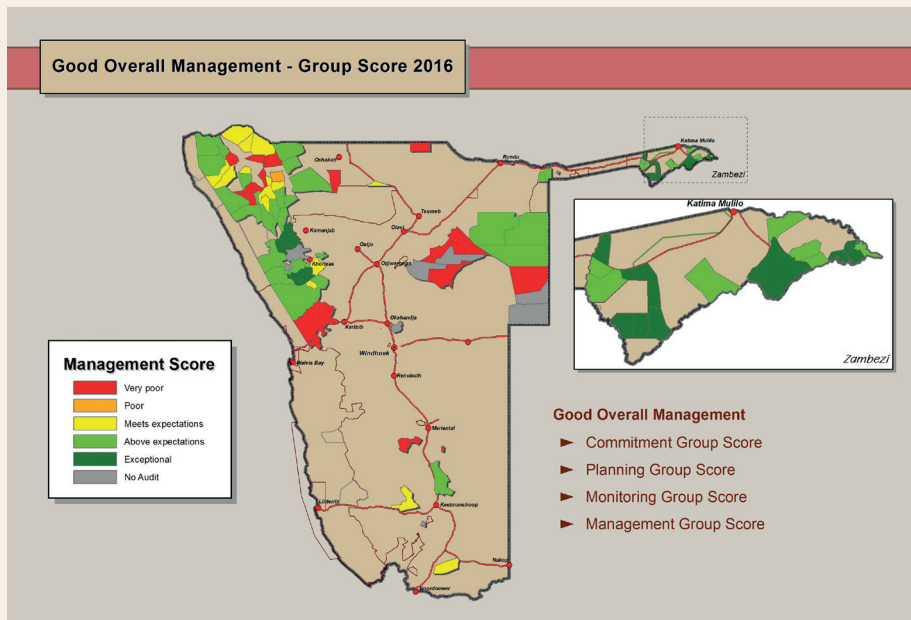 Good Overall Management - Group Score 2016
Katima Mulilo
Rundu
Zambezi
Oshakati
Tsumeb
Kamanjab
Outjo
Otavi
Otjiwarongo
Khorixas
Karibib
Okahandja
Windhoek
Walvis Bay
Rehoboth
Mariental
Lüderitz
Keetmanshoop
Nakop
Noordoewer
Katima Mulilo
Zambezi
Management Score
Very poor
Poor
Meets expectations
Above expectations
Exceptional
No Audit
Good Overall Management
► Commitment Group Score
► Planning Group Score
► Monitoring Group Score
► Management Group Score